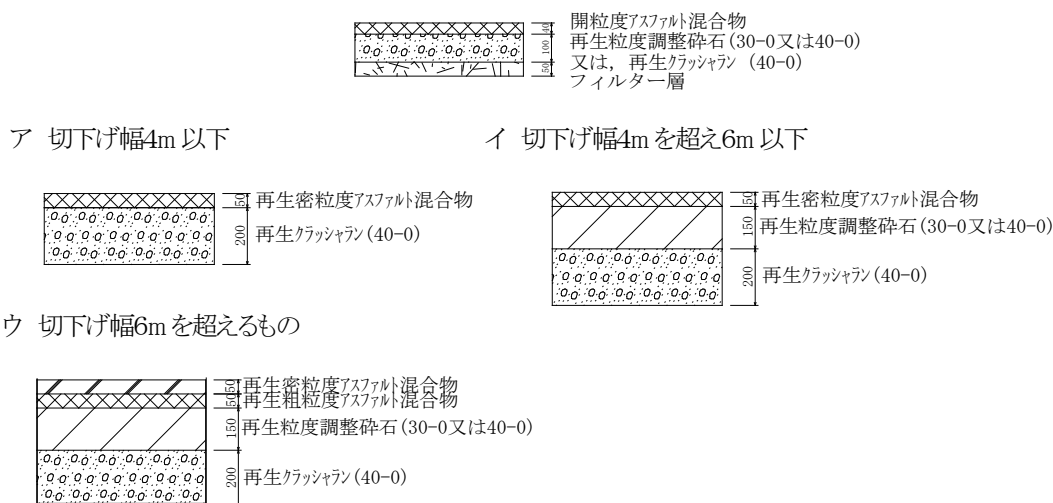 開粒度ｱｽﾌｧﾙﾄ混合物
再生粒度調整砕石(30-0又は40-0)
又は，再生ｸﾗｯｼｬﾗﾝ (40-0)
フィルター層
40
100
50
ア 切下げ幅4m 以下
イ 切下げ幅4m を超え6m 以下
50
再生密粒度ｱｽﾌｧﾙﾄ混合物
200
再生ｸﾗｯｼｬﾗﾝ(40-0)
50
再生密粒度ｱｽﾌｧﾙﾄ混合物
150
再生粒度調整砕石(30-0又は40-0)
200
再生ｸﾗｯｼｬﾗﾝ(40-0)
ウ 切下げ幅6m を超えるもの
50
再生密粒度ｱｽﾌｧﾙﾄ混合物
50
再生粗粒度ｱｽﾌｧﾙﾄ混合物
150
再生粒度調整砕石(30-0又は40-0)
200
再生ｸﾗｯｼｬﾗﾝ(40-0)